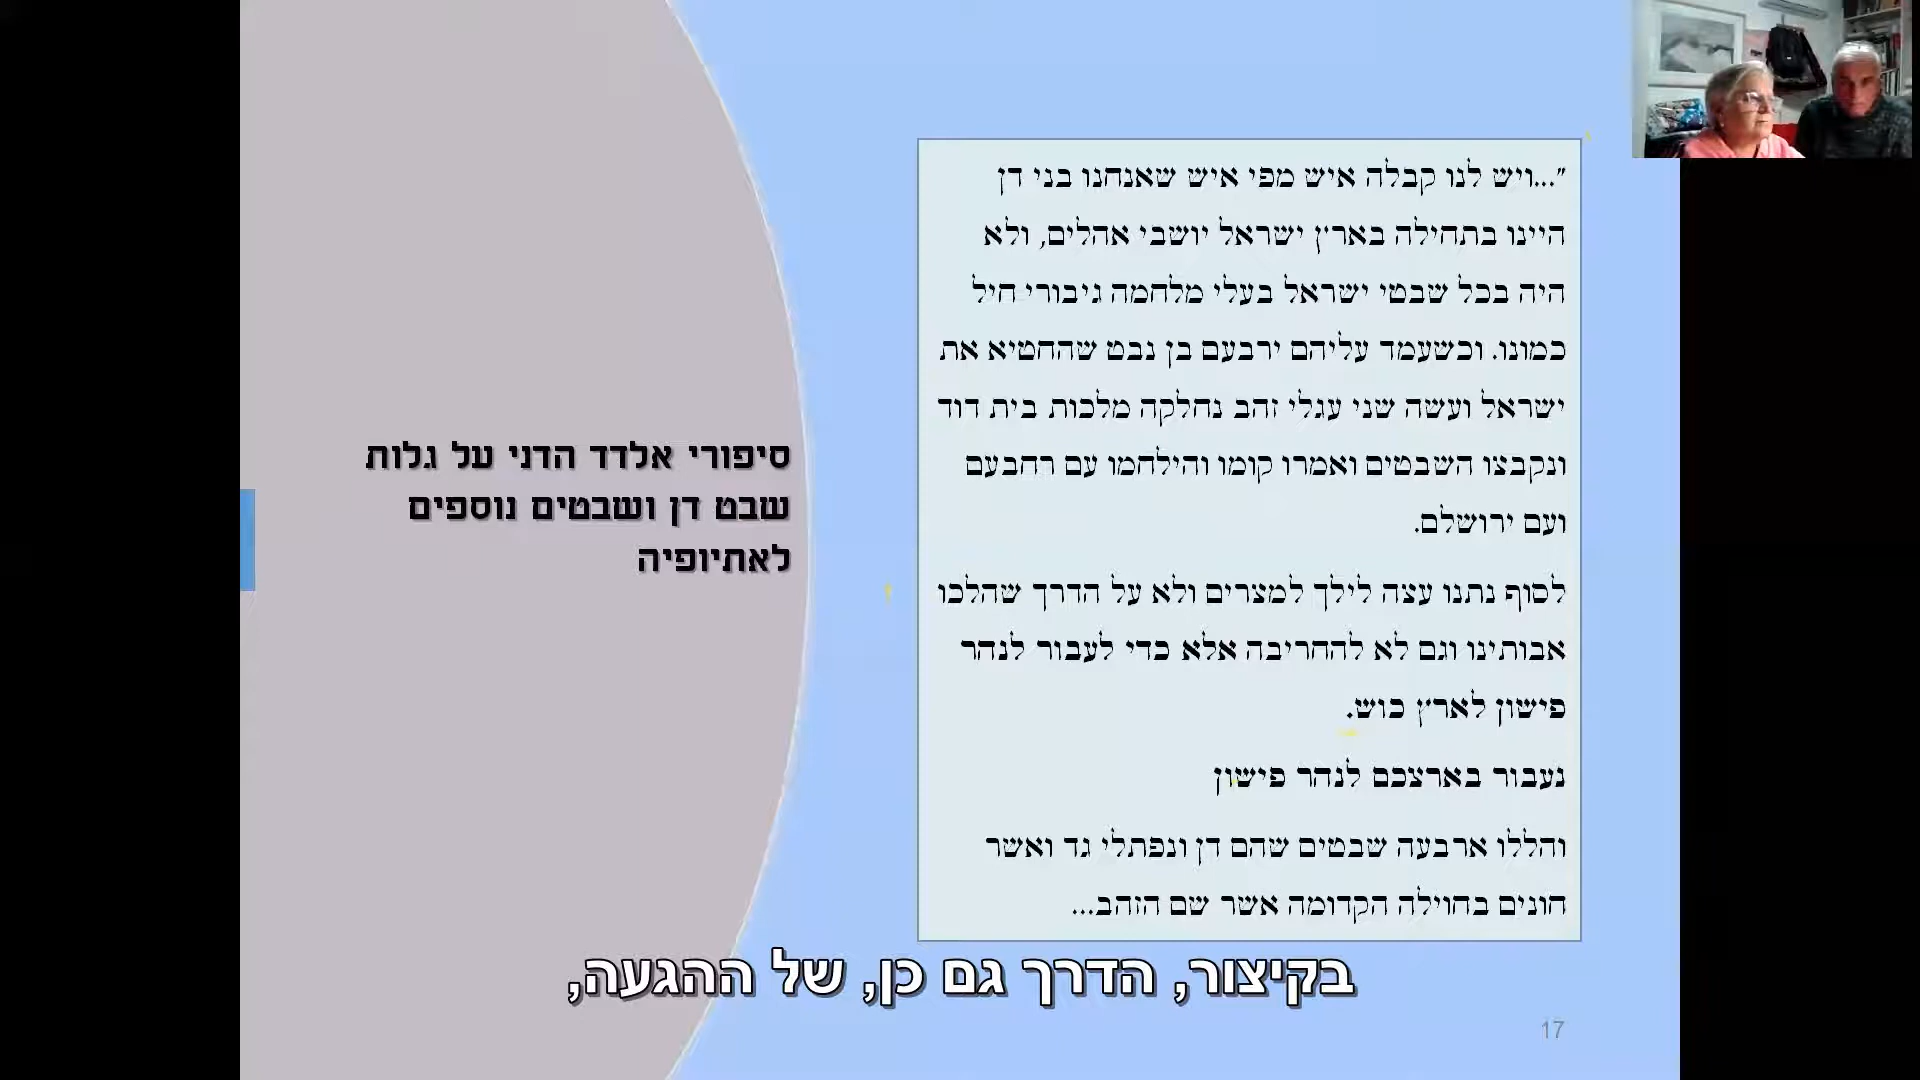 ״...ויש לנו קבלה איש מפי איש שאנחנו בני דן
היינו בתחילה בארץ ישראל יושבי אהלים, ולא
היה בכל שבטי ישראל בעלי מלחמה גיבורי חיל
כמונו. וכשעמד עליהם ירבעם בן נבט שהחטיא את
ישראל ועשה שני עגלי זהב נחלקה מלכות בית דוד
ונקבצו השבטים ואמרו קומו והילחמו עם רחבעם
ועם ירושלם.
לסוף נתנו עצה לילך למצרים ולא על הדרך שהלכו
אבותינו וגם לא להחריבה אלא כדי לעבור לנהר
פישון לארץ כוש.
נעבור בארצכם לנהר פישון
והללו ארבעה שבטים שהם דן ונפתלי גד ואשר
חונים בחוילה הקדומה אשר שם הזהב...
סיפורי אלדד הדני על גלות
שבט דן ושבטים נוספים
לאתיופיה
בקיצור, הדרך גם כן, של ההגעה,
17